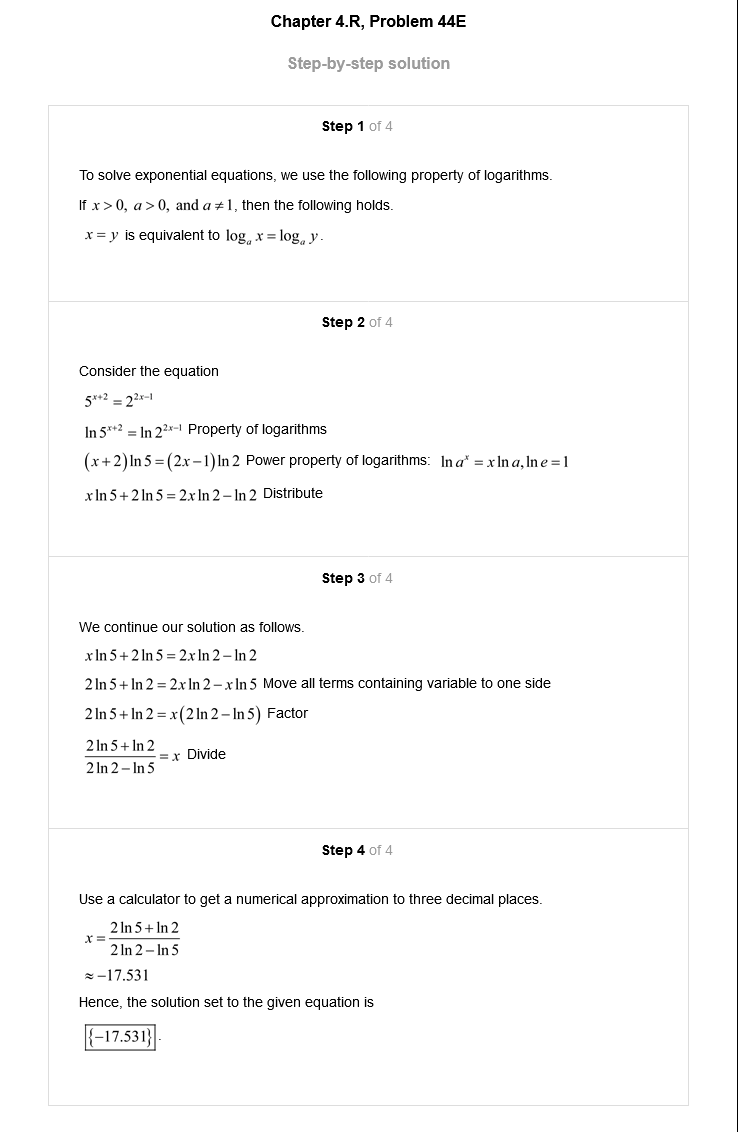 Chapter 4.R, Problem 44E
Step-by-step solution
Step 1 of 4
To solve exponential equations, we use the following property of logarithms.
If x > 0, a > 0, and a ≠ 1, then the following holds.
x = y is equivalent to logₐ x = logₐ y.
Step 2 of 4
Consider the equation
5^(x+2) = 2^(2x−1)
ln 5^(x+2) = ln 2^(2x−1) Property of logarithms
(x+2) ln 5 = (2x−1) ln 2 Power property of logarithms: ln a^x = x ln a, ln e = 1
x ln 5 + 2 ln 5 = 2x ln 2 − ln 2 Distribute
Step 3 of 4
We continue our solution as follows.
x ln 5 + 2 ln 5 = 2x ln 2 − ln 2
2 ln 5 + ln 2 = 2x ln 2 − x ln 5 Move all terms containing variable to one side
2 ln 5 + ln 2 = x(2 ln 2 − ln 5) Factor
(2 ln 5 + ln 2)/(2 ln 2 − ln 5) = x Divide
Step 4 of 4
Use a calculator to get a numerical approximation to three decimal places.
x = (2 ln 5 + ln 2)/(2 ln 2 − ln 5)
≈ −17.531
Hence, the solution set to the given equation is
{−17.531}.